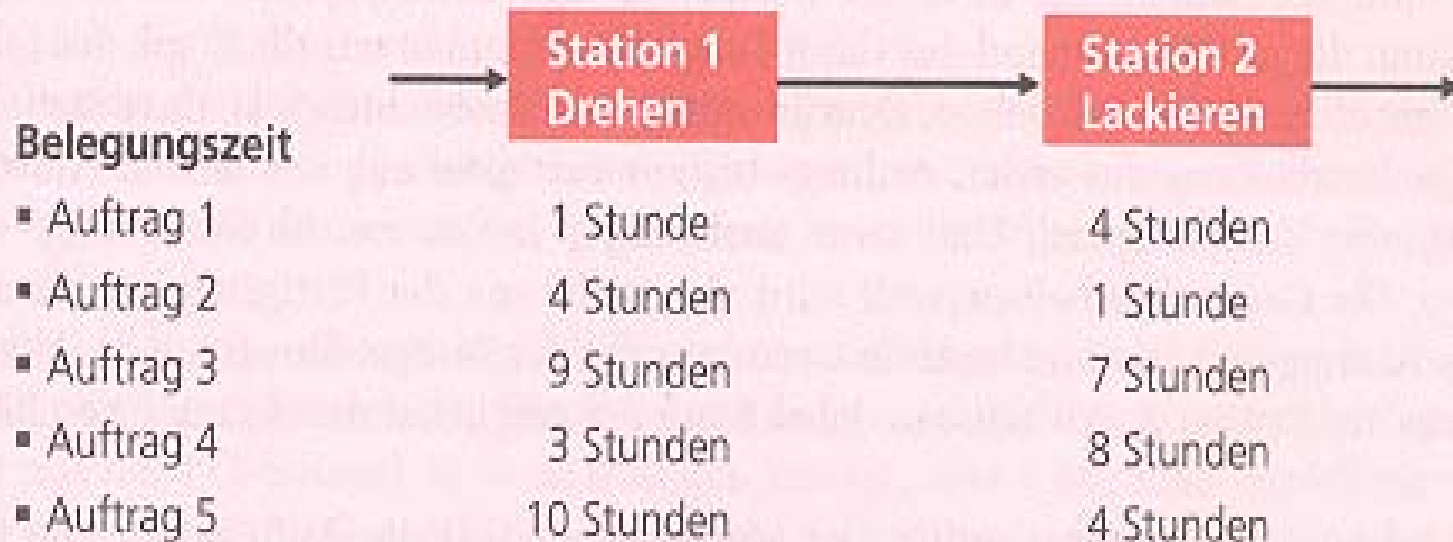 Station 1
Drehen
Station 2
Lackieren
Belegungszeit
▪ Auftrag 1 1 Stunde 4 Stunden
▪ Auftrag 2 4 Stunden 1 Stunde
▪ Auftrag 3 9 Stunden 7 Stunden
▪ Auftrag 4 3 Stunden 8 Stunden
▪ Auftrag 5 10 Stunden 4 Stunden